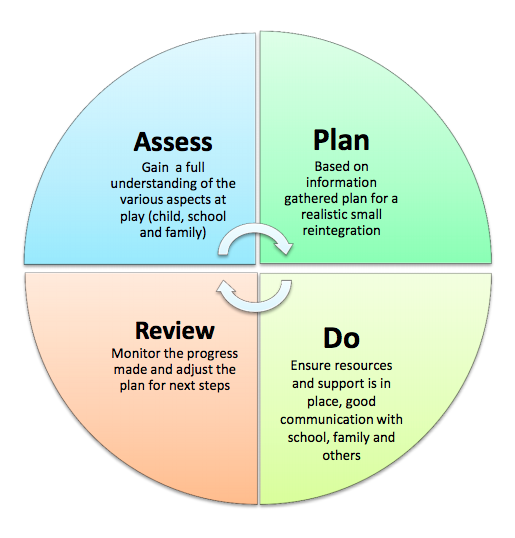 Assess
Gain a full
understanding of the
various aspects at
play (child, school
and family)
Plan
Based on
information
gathered plan for a
realistic small
reintegration
Review
Monitor the progress
made and adjust the
plan for next steps
Do
Ensure resources
and support is in
place, good
communication with
school, family and
others